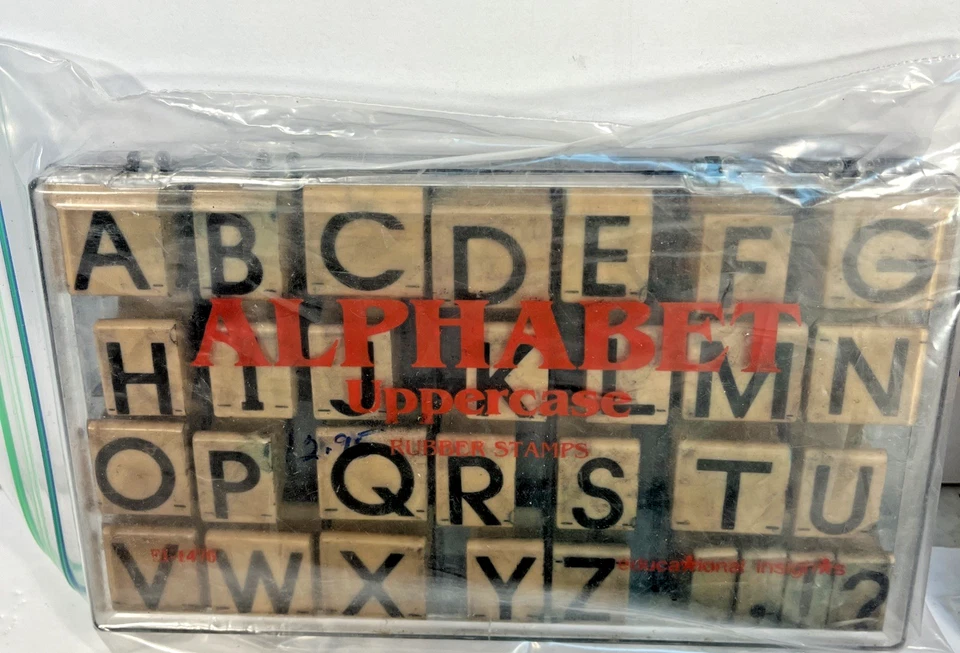 A B C D E F G
ALPHABET
H I J K L M N
Uppercase
2.95
RUBBER STAMPS
O P Q R S T U
educational insights
V W X Y Z . , ! ?